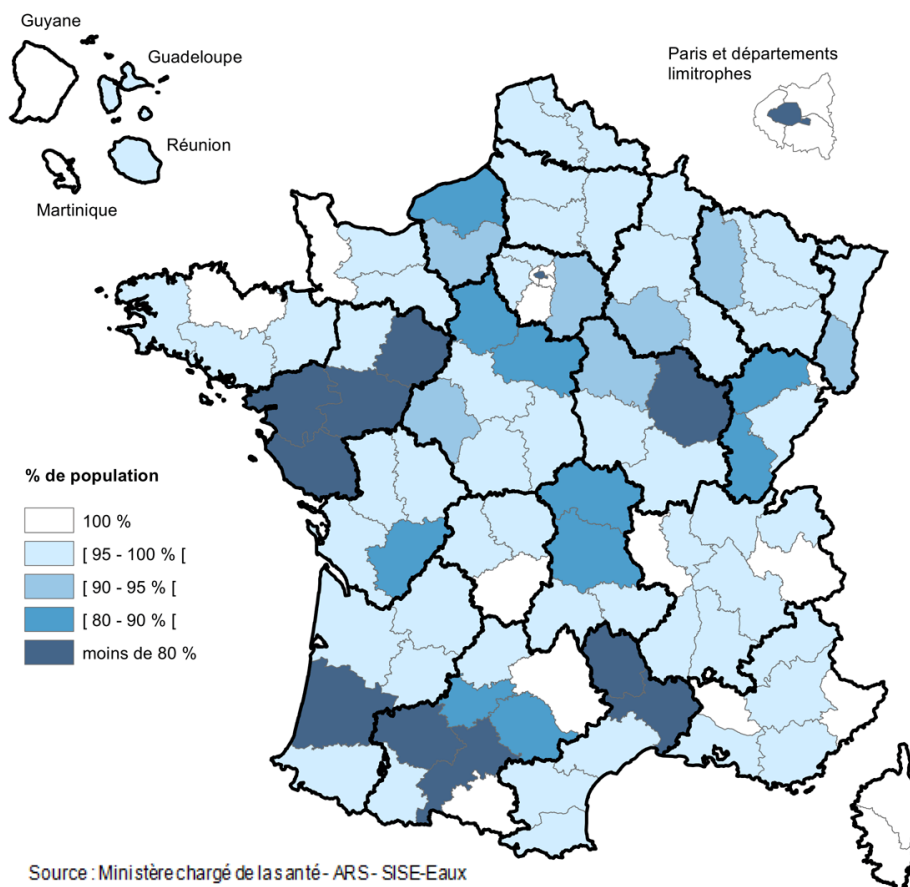 Guyane
Guadeloupe
Réunion
Martinique
Paris et départements
limitrophes
% de population
100 %
[ 95 - 100 % [
[ 90 - 95 % [
[ 80 - 90 % [
moins de 80 %
Source : Ministère chargé de la santé - ARS - SISE-Eaux